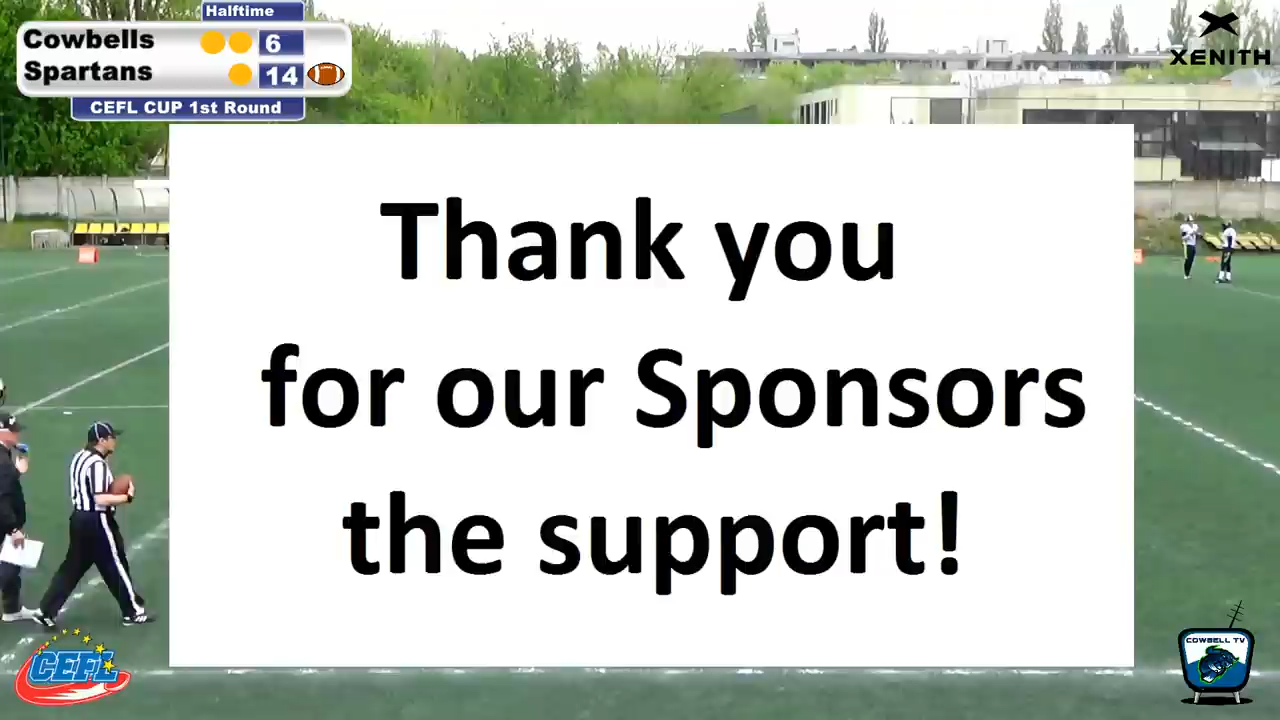 Halftime
Cowbells 6
Spartans 14
CEFL CUP 1st Round
XENITH
Thank you
for our Sponsors
the support!
CEFL
COWBELL TV